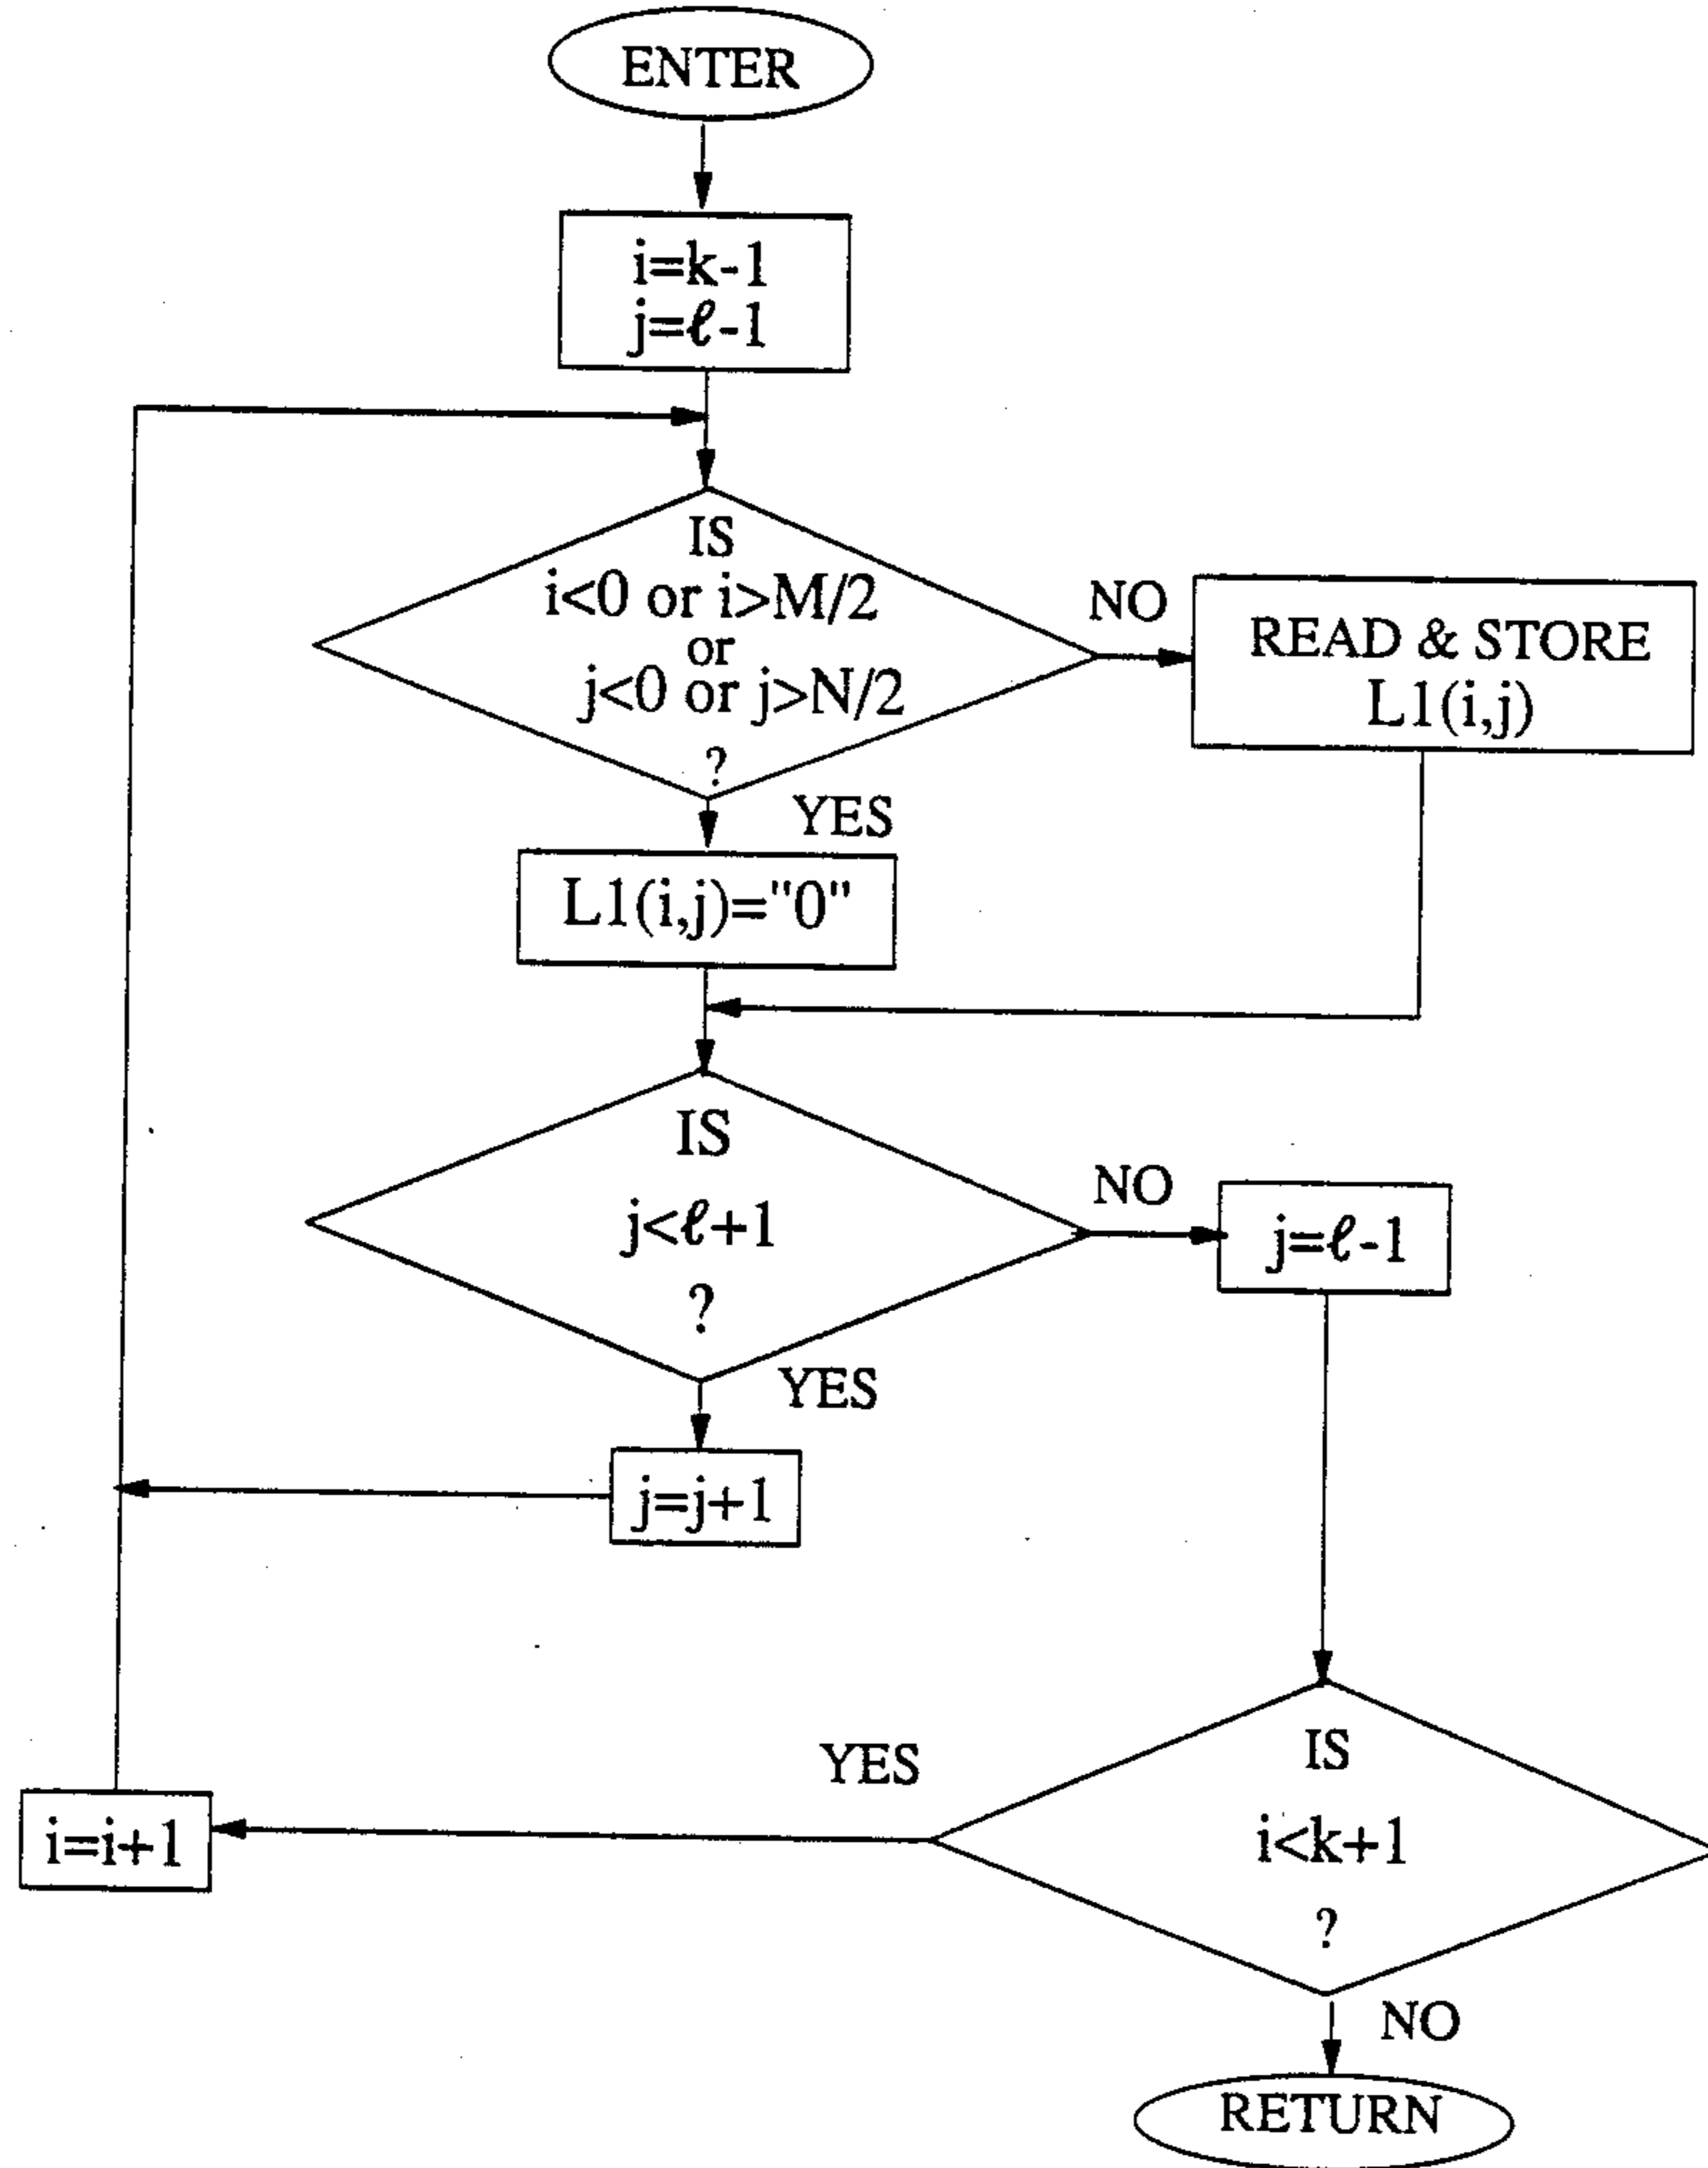 ENTER
i=k-1
j=ℓ-1
IS
i<0 or i>M/2
or
j<0 or j>N/2
?
NO
READ & STORE
L1(i,j)
YES
L1(i,j)="0"
IS
j<ℓ+1
?
NO
j=ℓ-1
YES
j=j+1
IS
i<k+1
?
YES
i=i+1
NO
RETURN